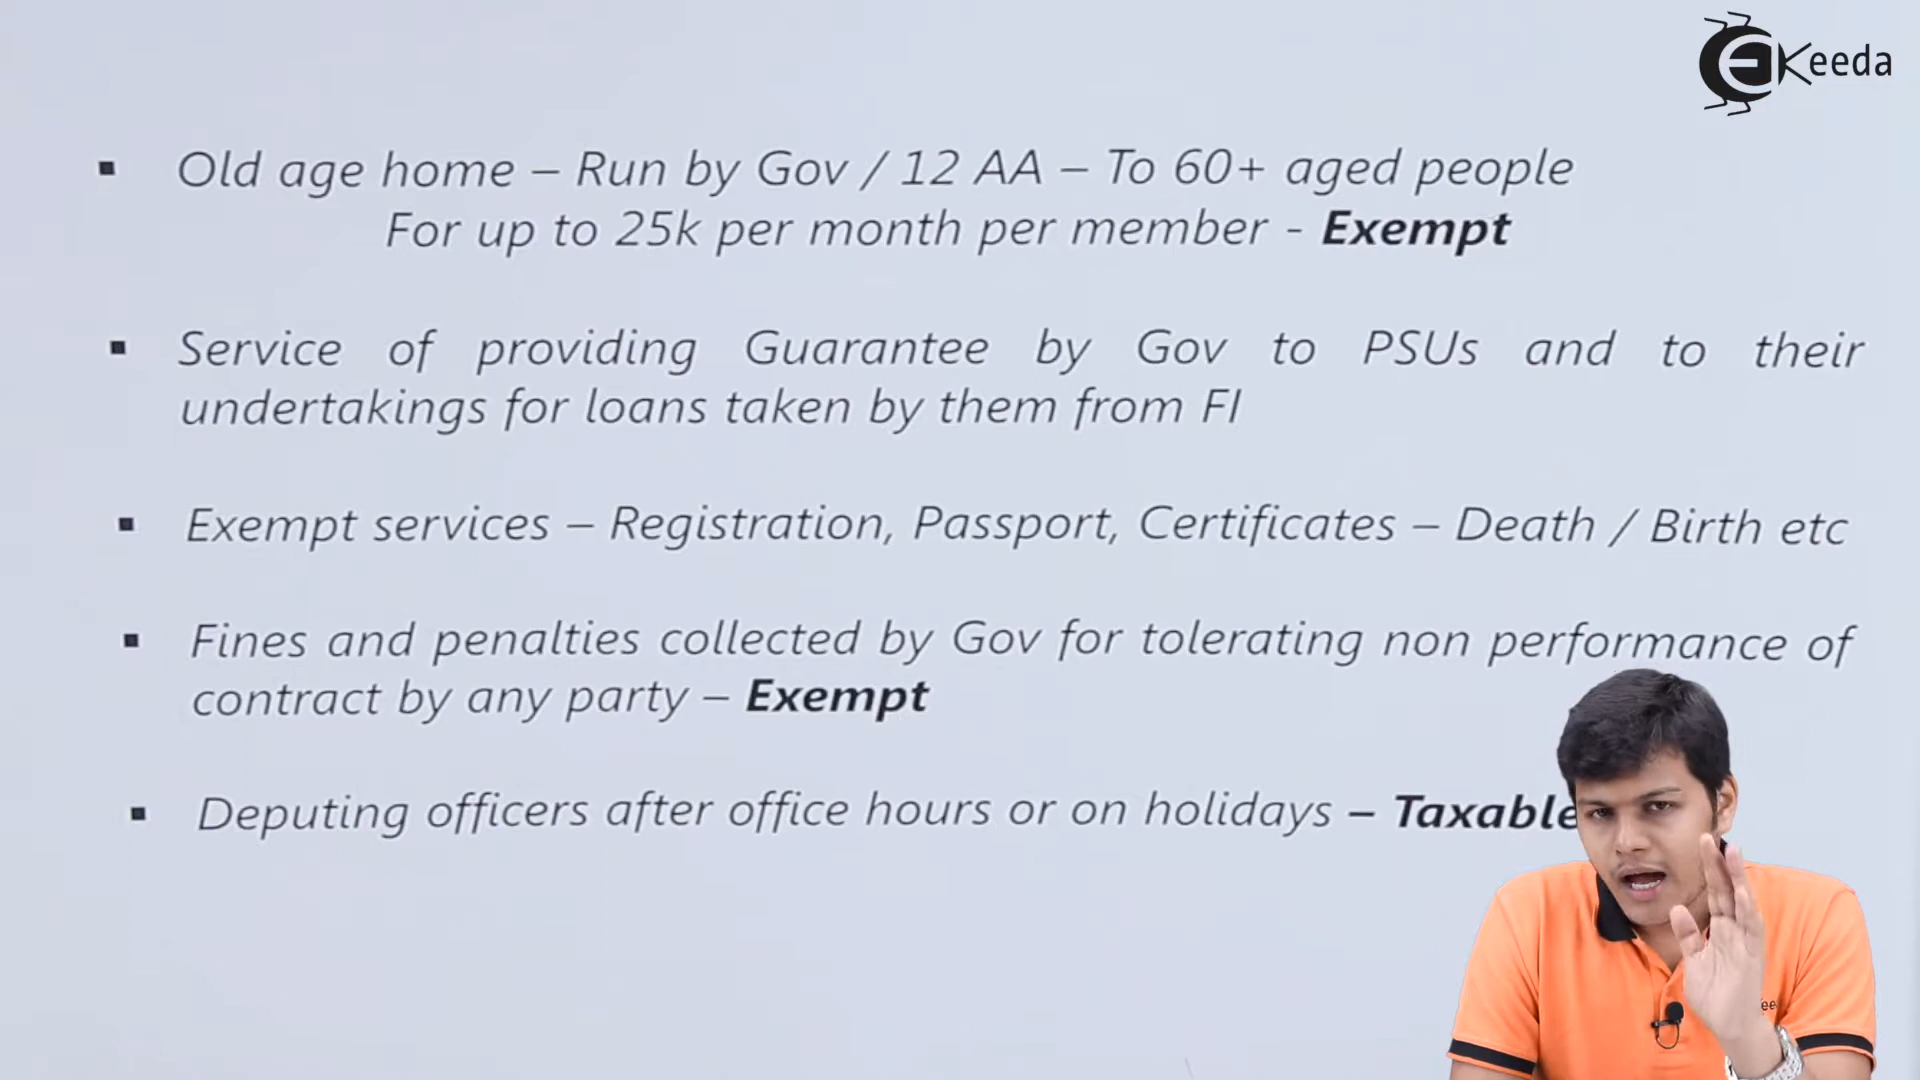 EKeeda
▪ Old age home – Run by Gov / 12 AA – To 60+ aged people
For up to 25k per month per member - Exempt
▪ Service of providing Guarantee by Gov to PSUs and to their
undertakings for loans taken by them from FI
▪ Exempt services – Registration, Passport, Certificates – Death / Birth etc
▪ Fines and penalties collected by Gov for tolerating non performance of
contract by any party – Exempt
▪ Deputing officers after office hours or on holidays – Taxable